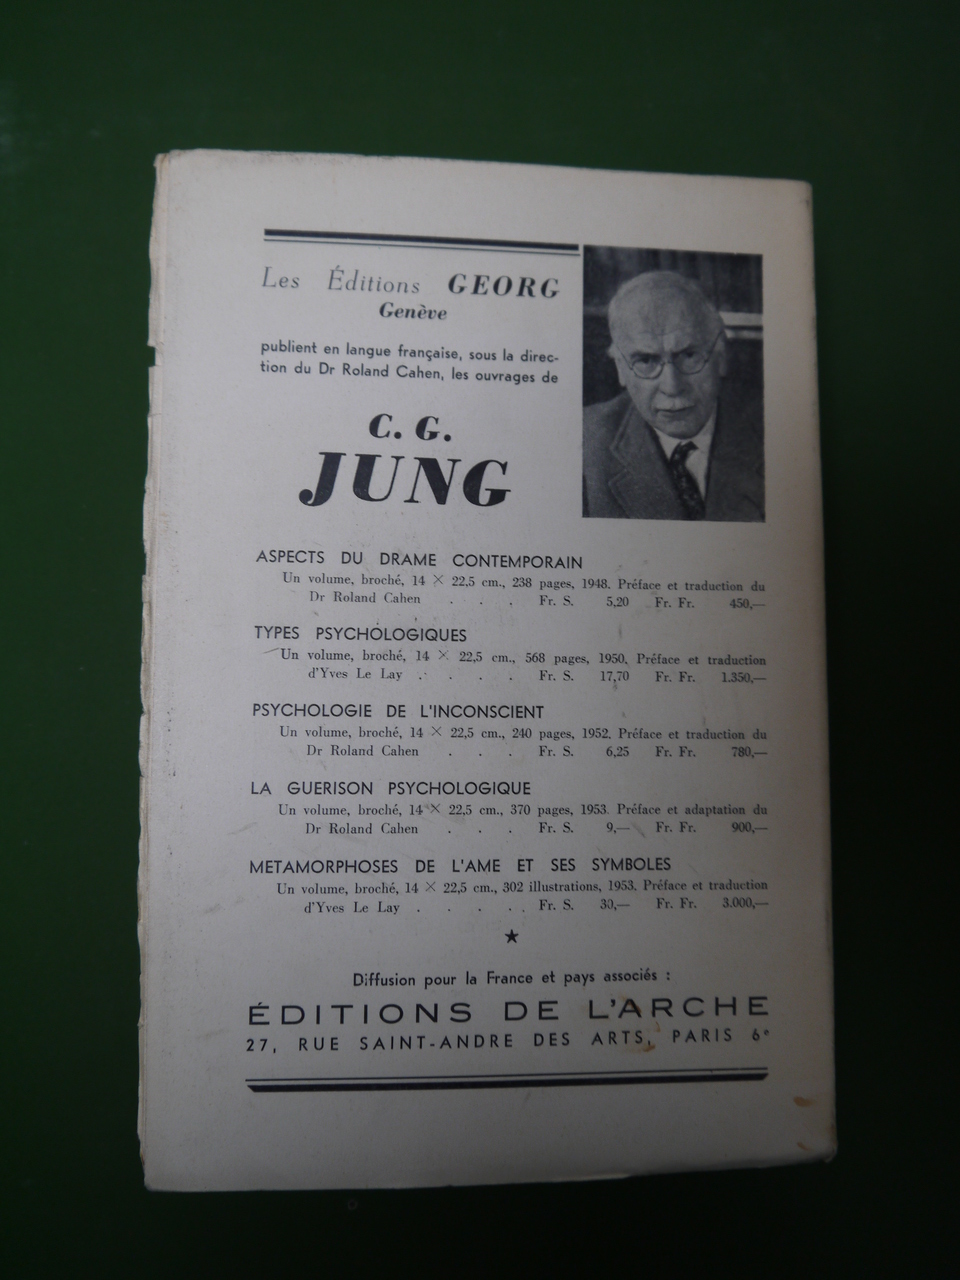 Les Éditions GEORG
Genève
publient en langue française, sous la direc-
tion du Dr Roland Cahen, les ouvrages de
C. G.
JUNG
ASPECTS DU DRAME CONTEMPORAIN
Un volume, broché, 14 × 22,5 cm., 238 pages, 1948. Préface et traduction du
Dr Roland Cahen . . . Fr. S. 5,20 Fr. Fr. 450,—
TYPES PSYCHOLOGIQUES
Un volume, broché, 14 × 22,5 cm., 568 pages, 1950. Préface et traduction
d'Yves Le Lay . . . . Fr. S. 17,70 Fr. Fr. 1.350,—
PSYCHOLOGIE DE L'INCONSCIENT
Un volume, broché, 14 × 22,5 cm., 240 pages, 1952. Préface et traduction du
Dr Roland Cahen . . . Fr. S. 6,25 Fr. Fr. 780,—
LA GUERISON PSYCHOLOGIQUE
Un volume, broché, 14 × 22,5 cm., 370 pages, 1953. Préface et adaptation du
Dr Roland Cahen . . . Fr. S. 9,— Fr. Fr. 900,—
METAMORPHOSES DE L'AME ET SES SYMBOLES
Un volume, broché, 14 × 22,5 cm., 302 illustrations, 1953. Préface et traduction
d'Yves Le Lay . . . . . Fr. S. 30,— Fr. Fr. 3.000,—
★
Diffusion pour la France et pays associés :
ÉDITIONS DE L'ARCHE
27, RUE SAINT-ANDRE DES ARTS, PARIS 6e